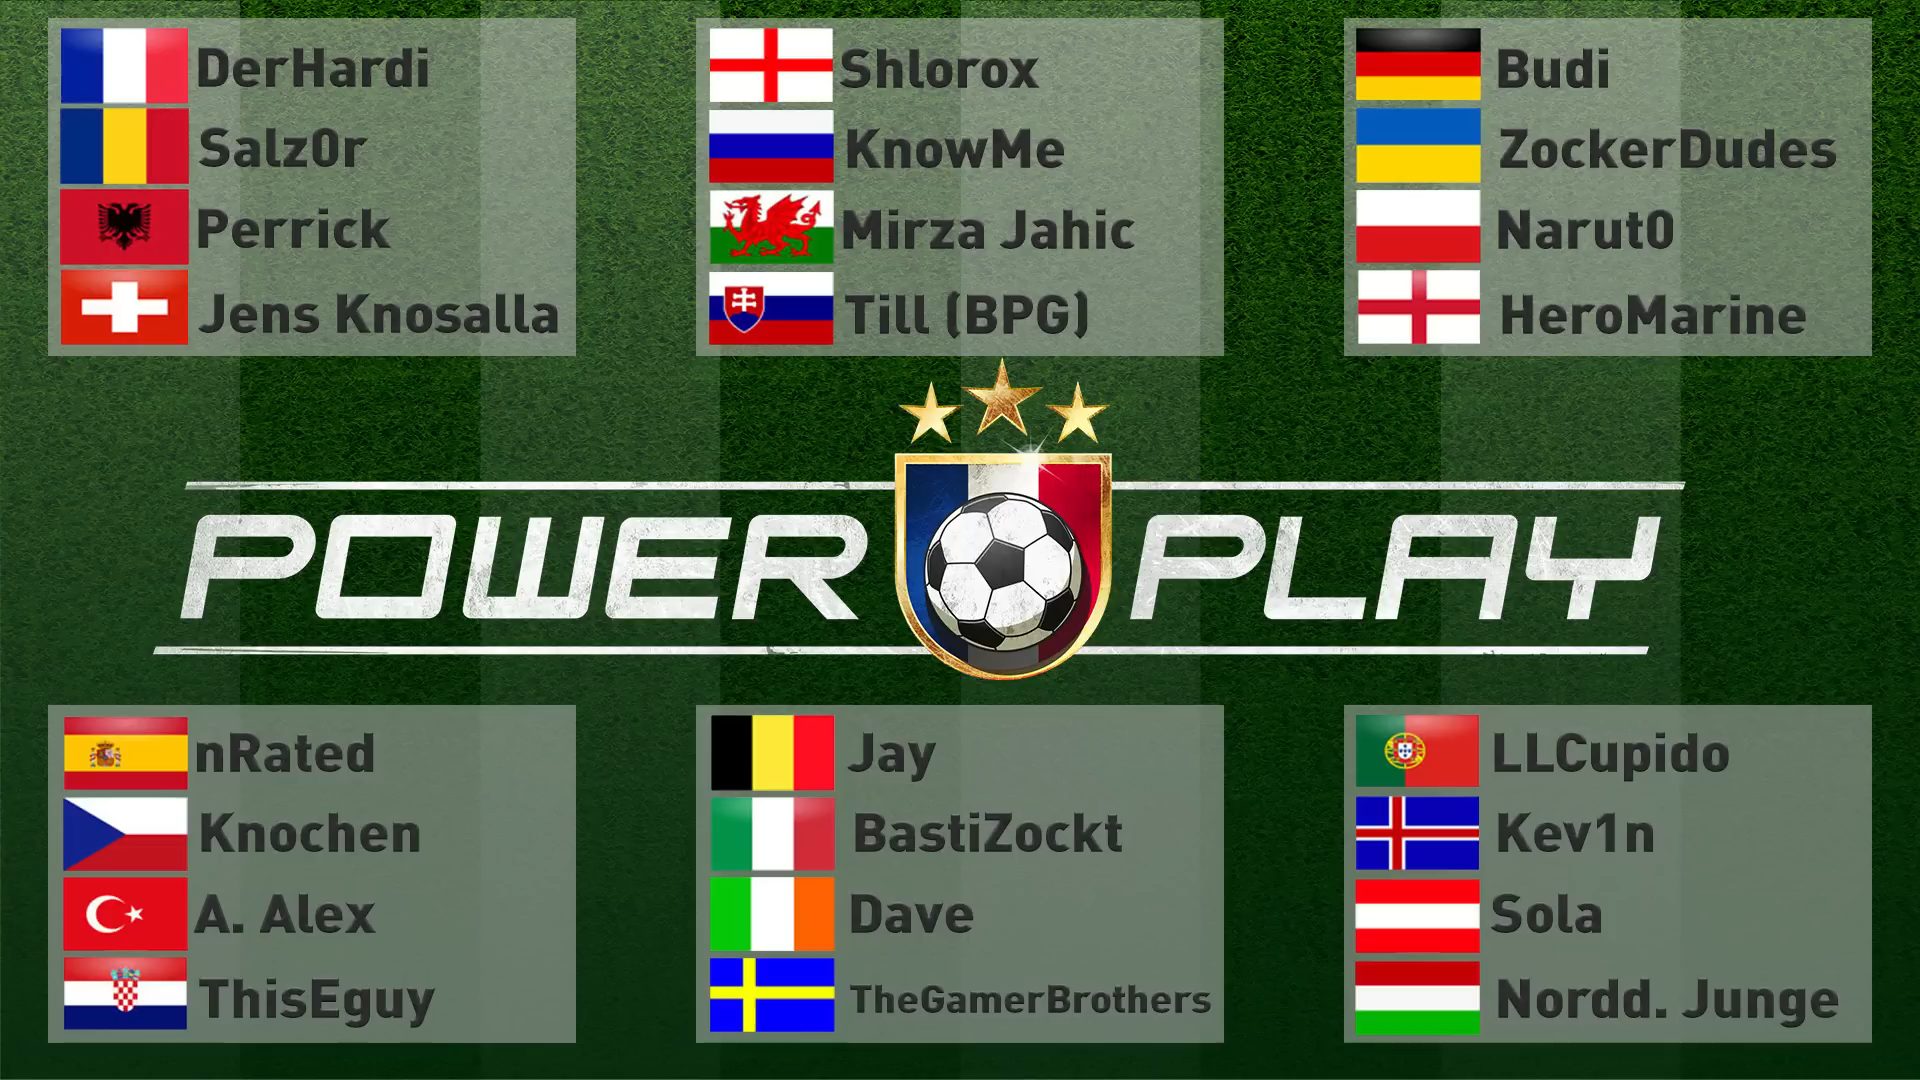 DerHardi
Salz0r
Perrick
Jens Knosalla
Shlorox
KnowMe
Mirza Jahic
Till (BPG)
Budi
ZockerDudes
Narut0
HeroMarine
POWER PLAY
nRated
Knochen
A. Alex
ThisEguy
Jay
BastiZockt
Dave
TheGamerBrothers
LLCupido
Kev1n
Sola
Nordd. Junge